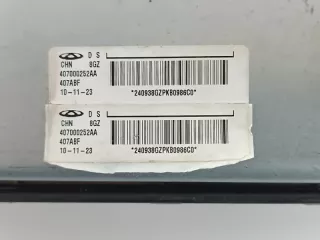 D S
CHN 8GZ
407000252AA
407ABF
10-11-23
*240938GZPKB0986C0*
D S
CHN 8GZ
407000252AA
407ABF
10-11-23
*240938GZPKB0986C0*